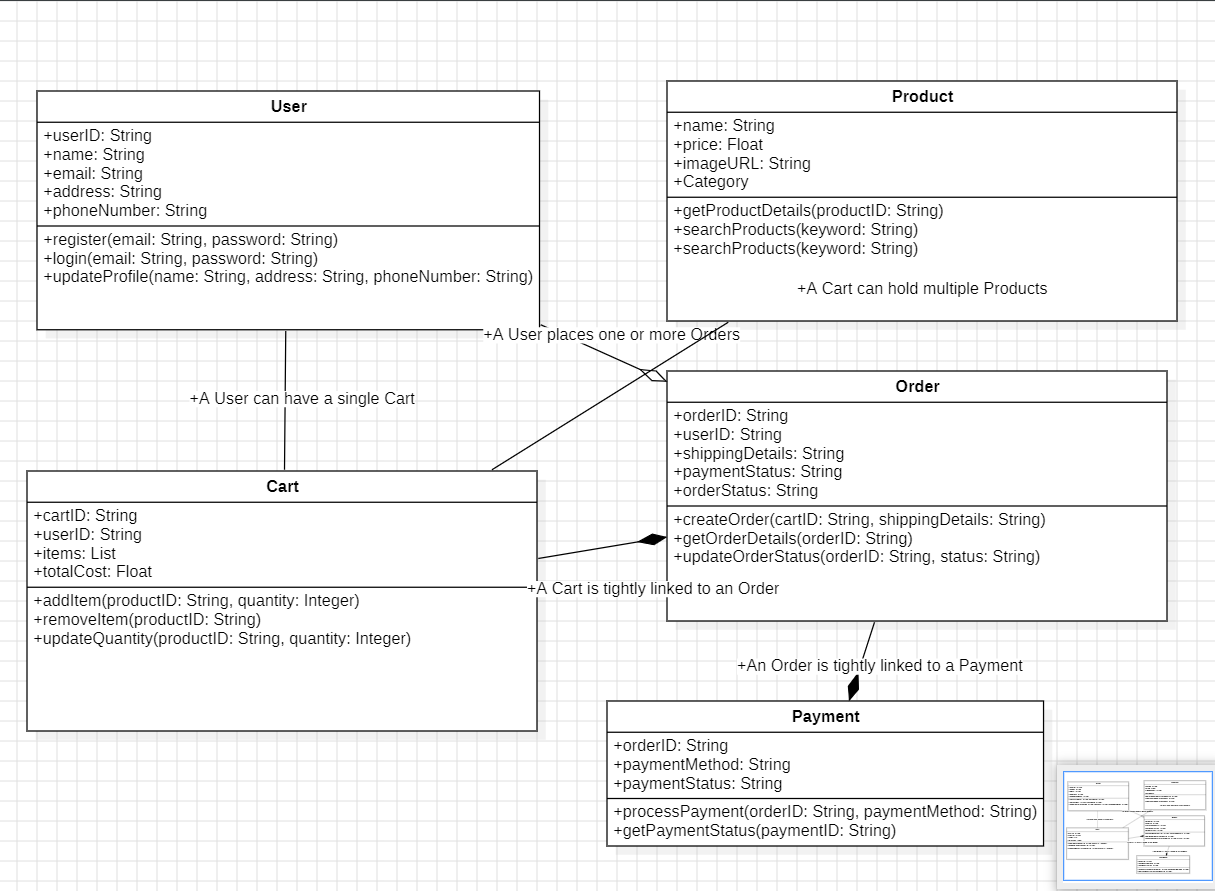 User
+userID: String
+name: String
+email: String
+address: String
+phoneNumber: String
+register(email: String, password: String)
+login(email: String, password: String)
+updateProfile(name: String, address: String, phoneNumber: String)
Product
+name: String
+price: Float
+imageURL: String
+Category
+getProductDetails(productID: String)
+searchProducts(keyword: String)
+searchProducts(keyword: String)
+A Cart can hold multiple Products
+A User places one or more Orders
+A User can have a single Cart
Order
+orderID: String
+userID: String
+shippingDetails: String
+paymentStatus: String
+orderStatus: String
+createOrder(cartID: String, shippingDetails: String)
+getOrderDetails(orderID: String)
+updateOrderStatus(orderID: String, status: String)
Cart
+cartID: String
+userID: String
+items: List
+totalCost: Float
+addItem(productID: String, quantity: Integer)
+removeItem(productID: String)
+updateQuantity(productID: String, quantity: Integer)
+A Cart is tightly linked to an Order
+An Order is tightly linked to a Payment
Payment
+orderID: String
+paymentMethod: String
+paymentStatus: String
+processPayment(orderID: String, paymentMethod: String)
+getPaymentStatus(paymentID: String)